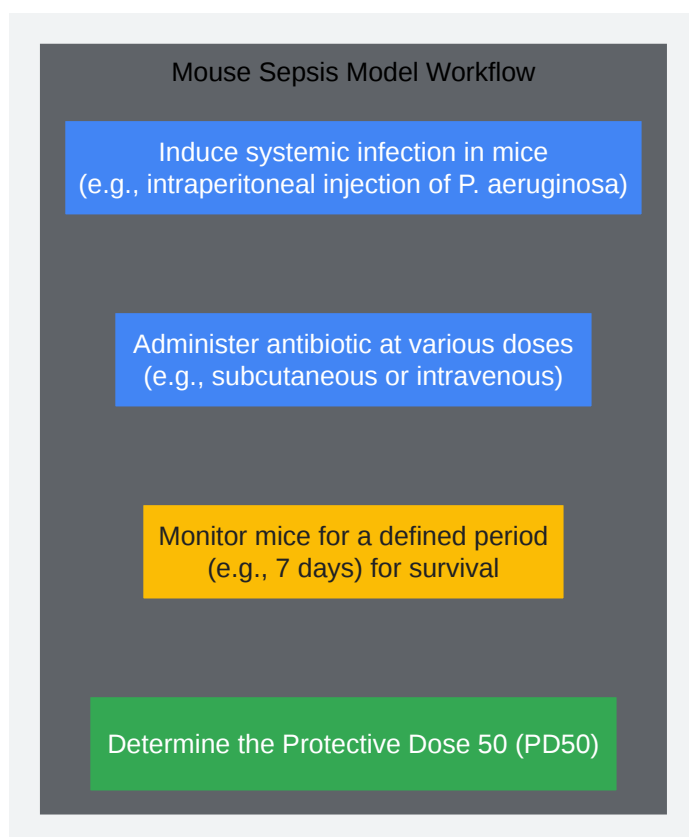 Mouse Sepsis Model Workflow
Induce systemic infection in mice
(e.g., intraperitoneal injection of P. aeruginosa)
Administer antibiotic at various doses
(e.g., subcutaneous or intravenous)
Monitor mice for a defined period
(e.g., 7 days) for survival
Determine the Protective Dose 50 (PD50)